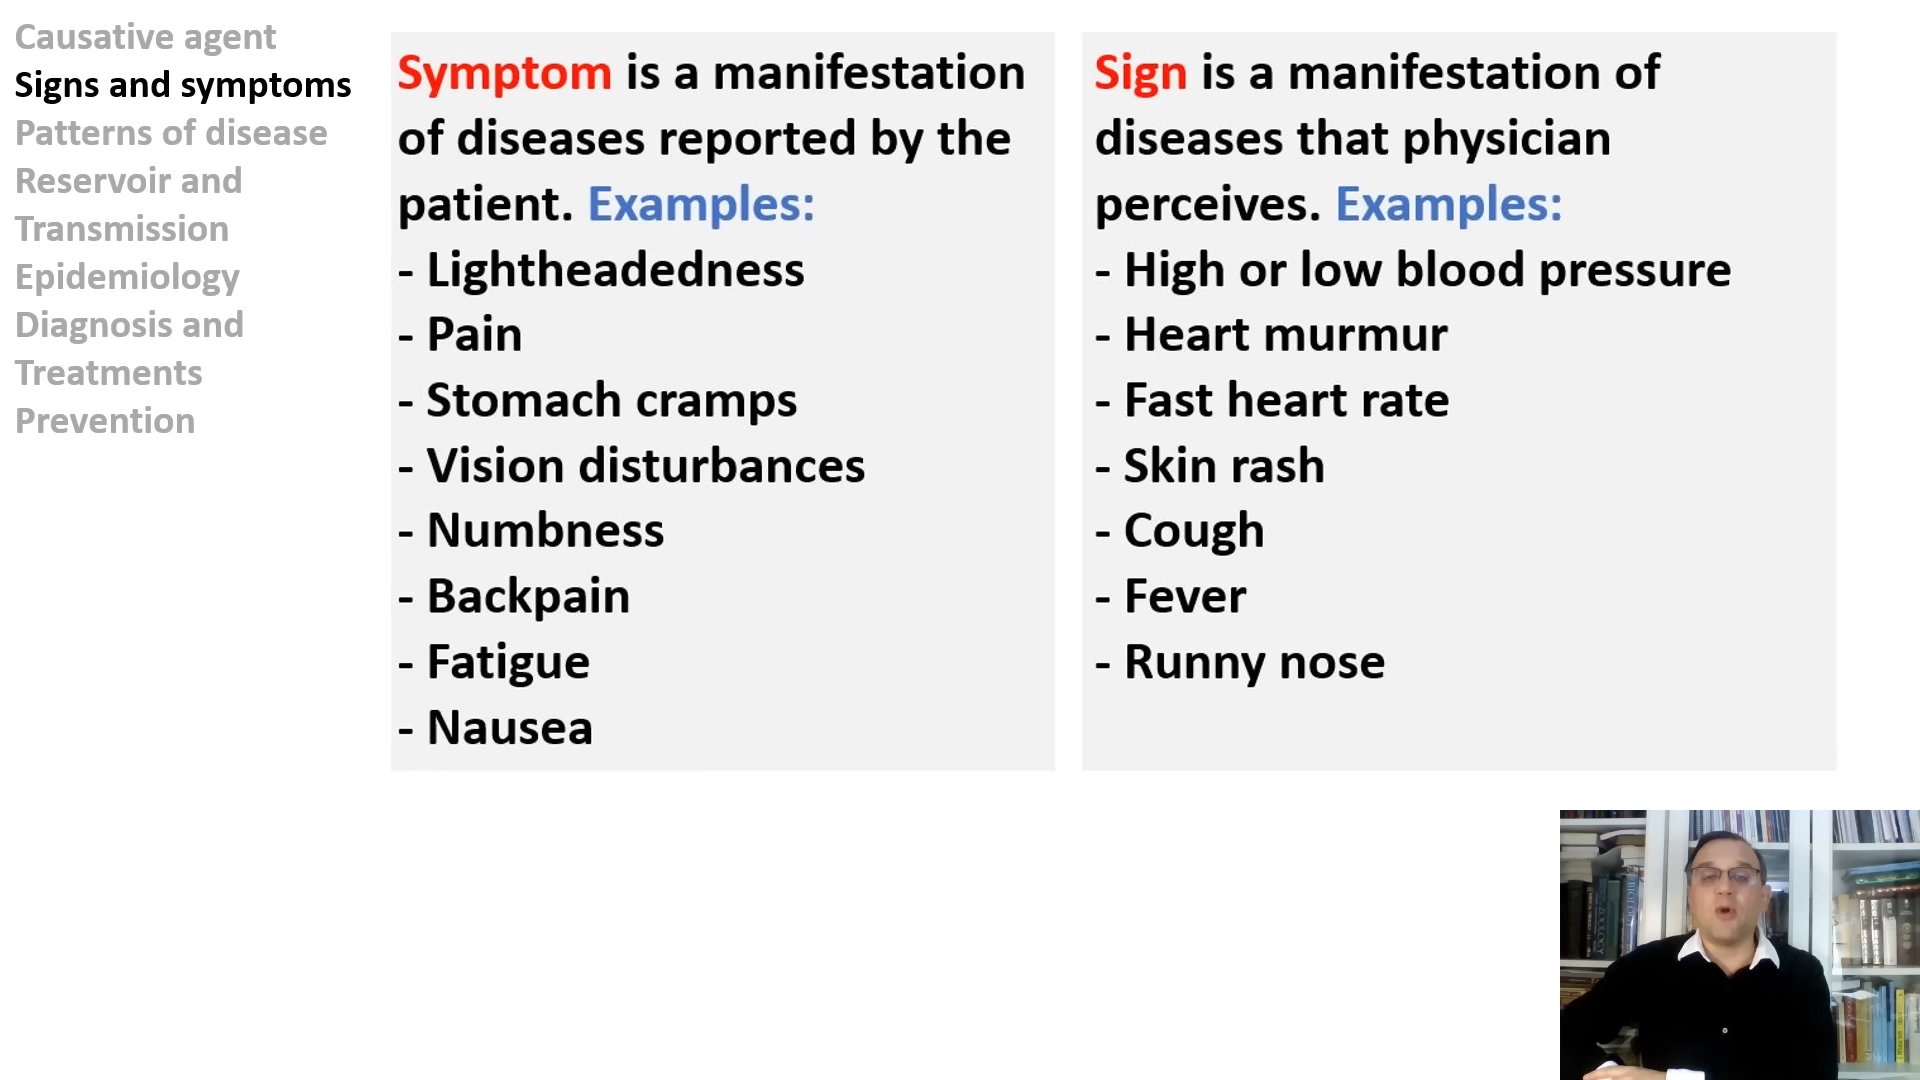 Causative agent
Signs and symptoms
Patterns of disease
Reservoir and
Transmission
Epidemiology
Diagnosis and
Treatments
Prevention
Symptom is a manifestation
of diseases reported by the
patient. Examples:
- Lightheadedness
- Pain
- Stomach cramps
- Vision disturbances
- Numbness
- Backpain
- Fatigue
- Nausea
Sign is a manifestation of
diseases that physician
perceives. Examples:
- High or low blood pressure
- Heart murmur
- Fast heart rate
- Skin rash
- Cough
- Fever
- Runny nose
BIOLOGY
ZOOLOGY